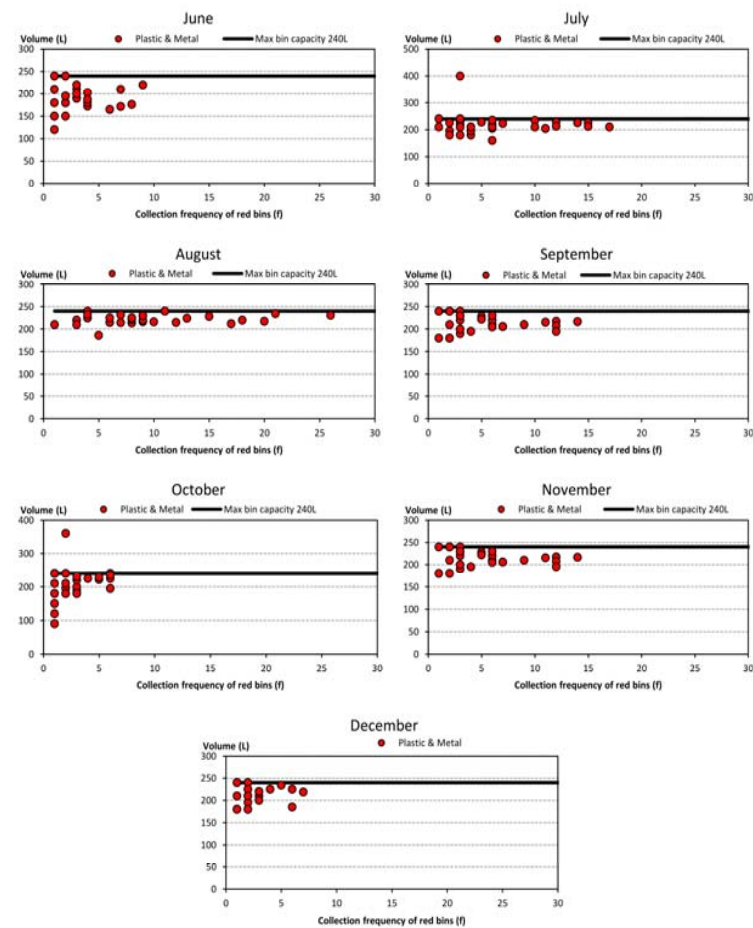 June
Volume (L)
Plastic & Metal
Max bin capacity 240L
300
250
200
150
100
50
0
0 5 10 15 20 25 30
Collection frequency of red bins (f)
July
Volume (L)
Plastic & Metal
Max bin capacity 240L
500
400
300
200
100
0
0 5 10 15 20 25 30
Collection frequency of red bins (f)
August
Volume (L)
Plastic & Metal
Max bin capacity 240L
300
250
200
150
100
50
0
0 5 10 15 20 25 30
Collection frequency of red bins (f)
September
Volume (L)
Plastic & Metal
Max bin capacity 240L
300
250
200
150
100
50
0
0 5 10 15 20 25 30
Collection frequency of red bins (f)
October
Volume (L)
Plastic & Metal
Max bin capacity 240L
400
300
200
100
0
0 5 10 15 20 25 30
Collection frequency of red bins (f)
November
Volume (L)
Plastic & Metal
Max bin capacity 240L
300
250
200
150
100
50
0
0 5 10 15 20 25 30
Collection frequency of red bins (f)
December
Volume (L)
Plastic & Metal
300
250
200
150
100
50
0
0 5 10 15 20 25 30
Collection frequency of red bins (f)